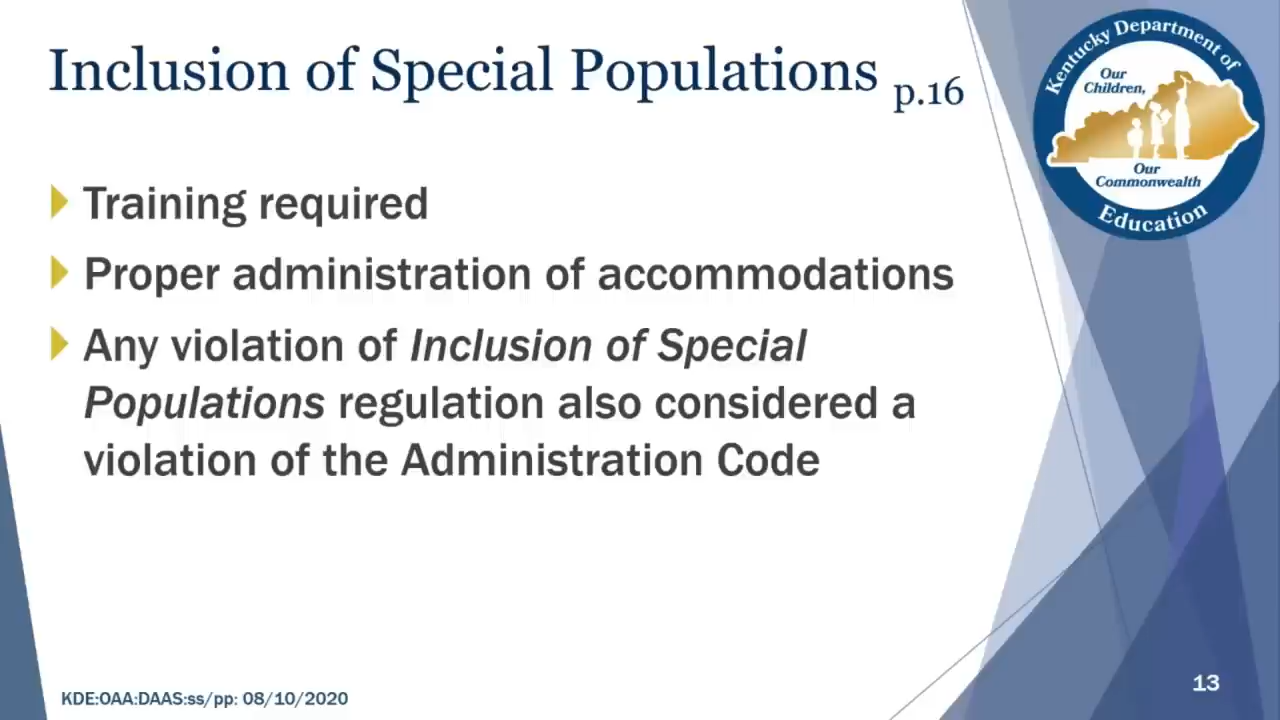 Inclusion of Special Populations p.16
Kentucky Department of
Our
Children,
Our
Commonwealth
Education
Training required
Proper administration of accommodations
Any violation of Inclusion of Special
Populations regulation also considered a
violation of the Administration Code
KDE:OAA:DAAS:ss/pp: 08/10/2020
13